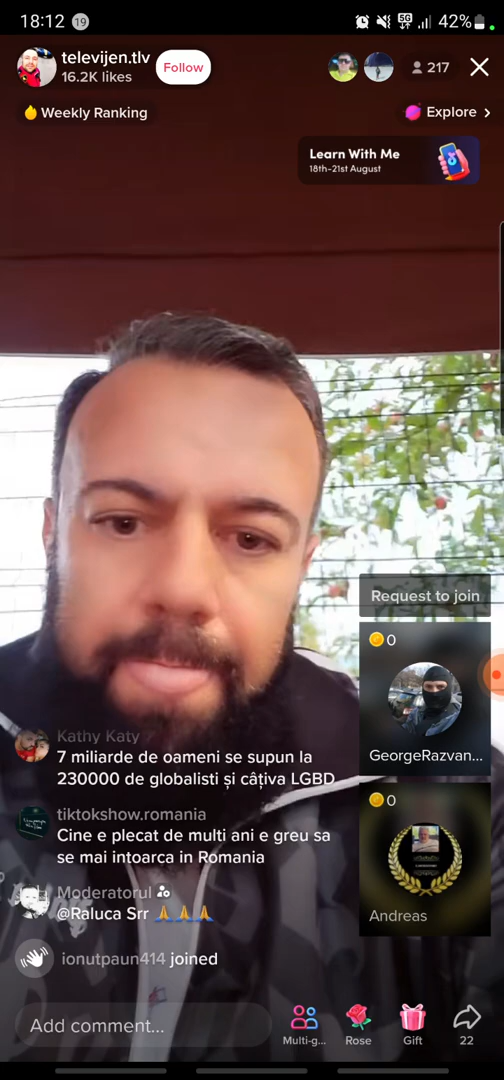 18:12 19 5G 42%
televijen.tlv
16.2K likes
Follow
217
Weekly Ranking
Explore
Learn With Me
18th-21st August
Request to join
0
GeorgeRazvan...
0
Andreas
Kathy Katy
7 miliarde de oameni se supun la
230000 de globalisti și câțiva LGBD
tiktokshow.romania
Cine e plecat de multi ani e greu sa
se mai intoarca in Romania
Moderatorul
@Raluca Srr 🙏🙏🙏
ionutpaun414 joined
Add comment...
Multi-g...
Rose
Gift
22